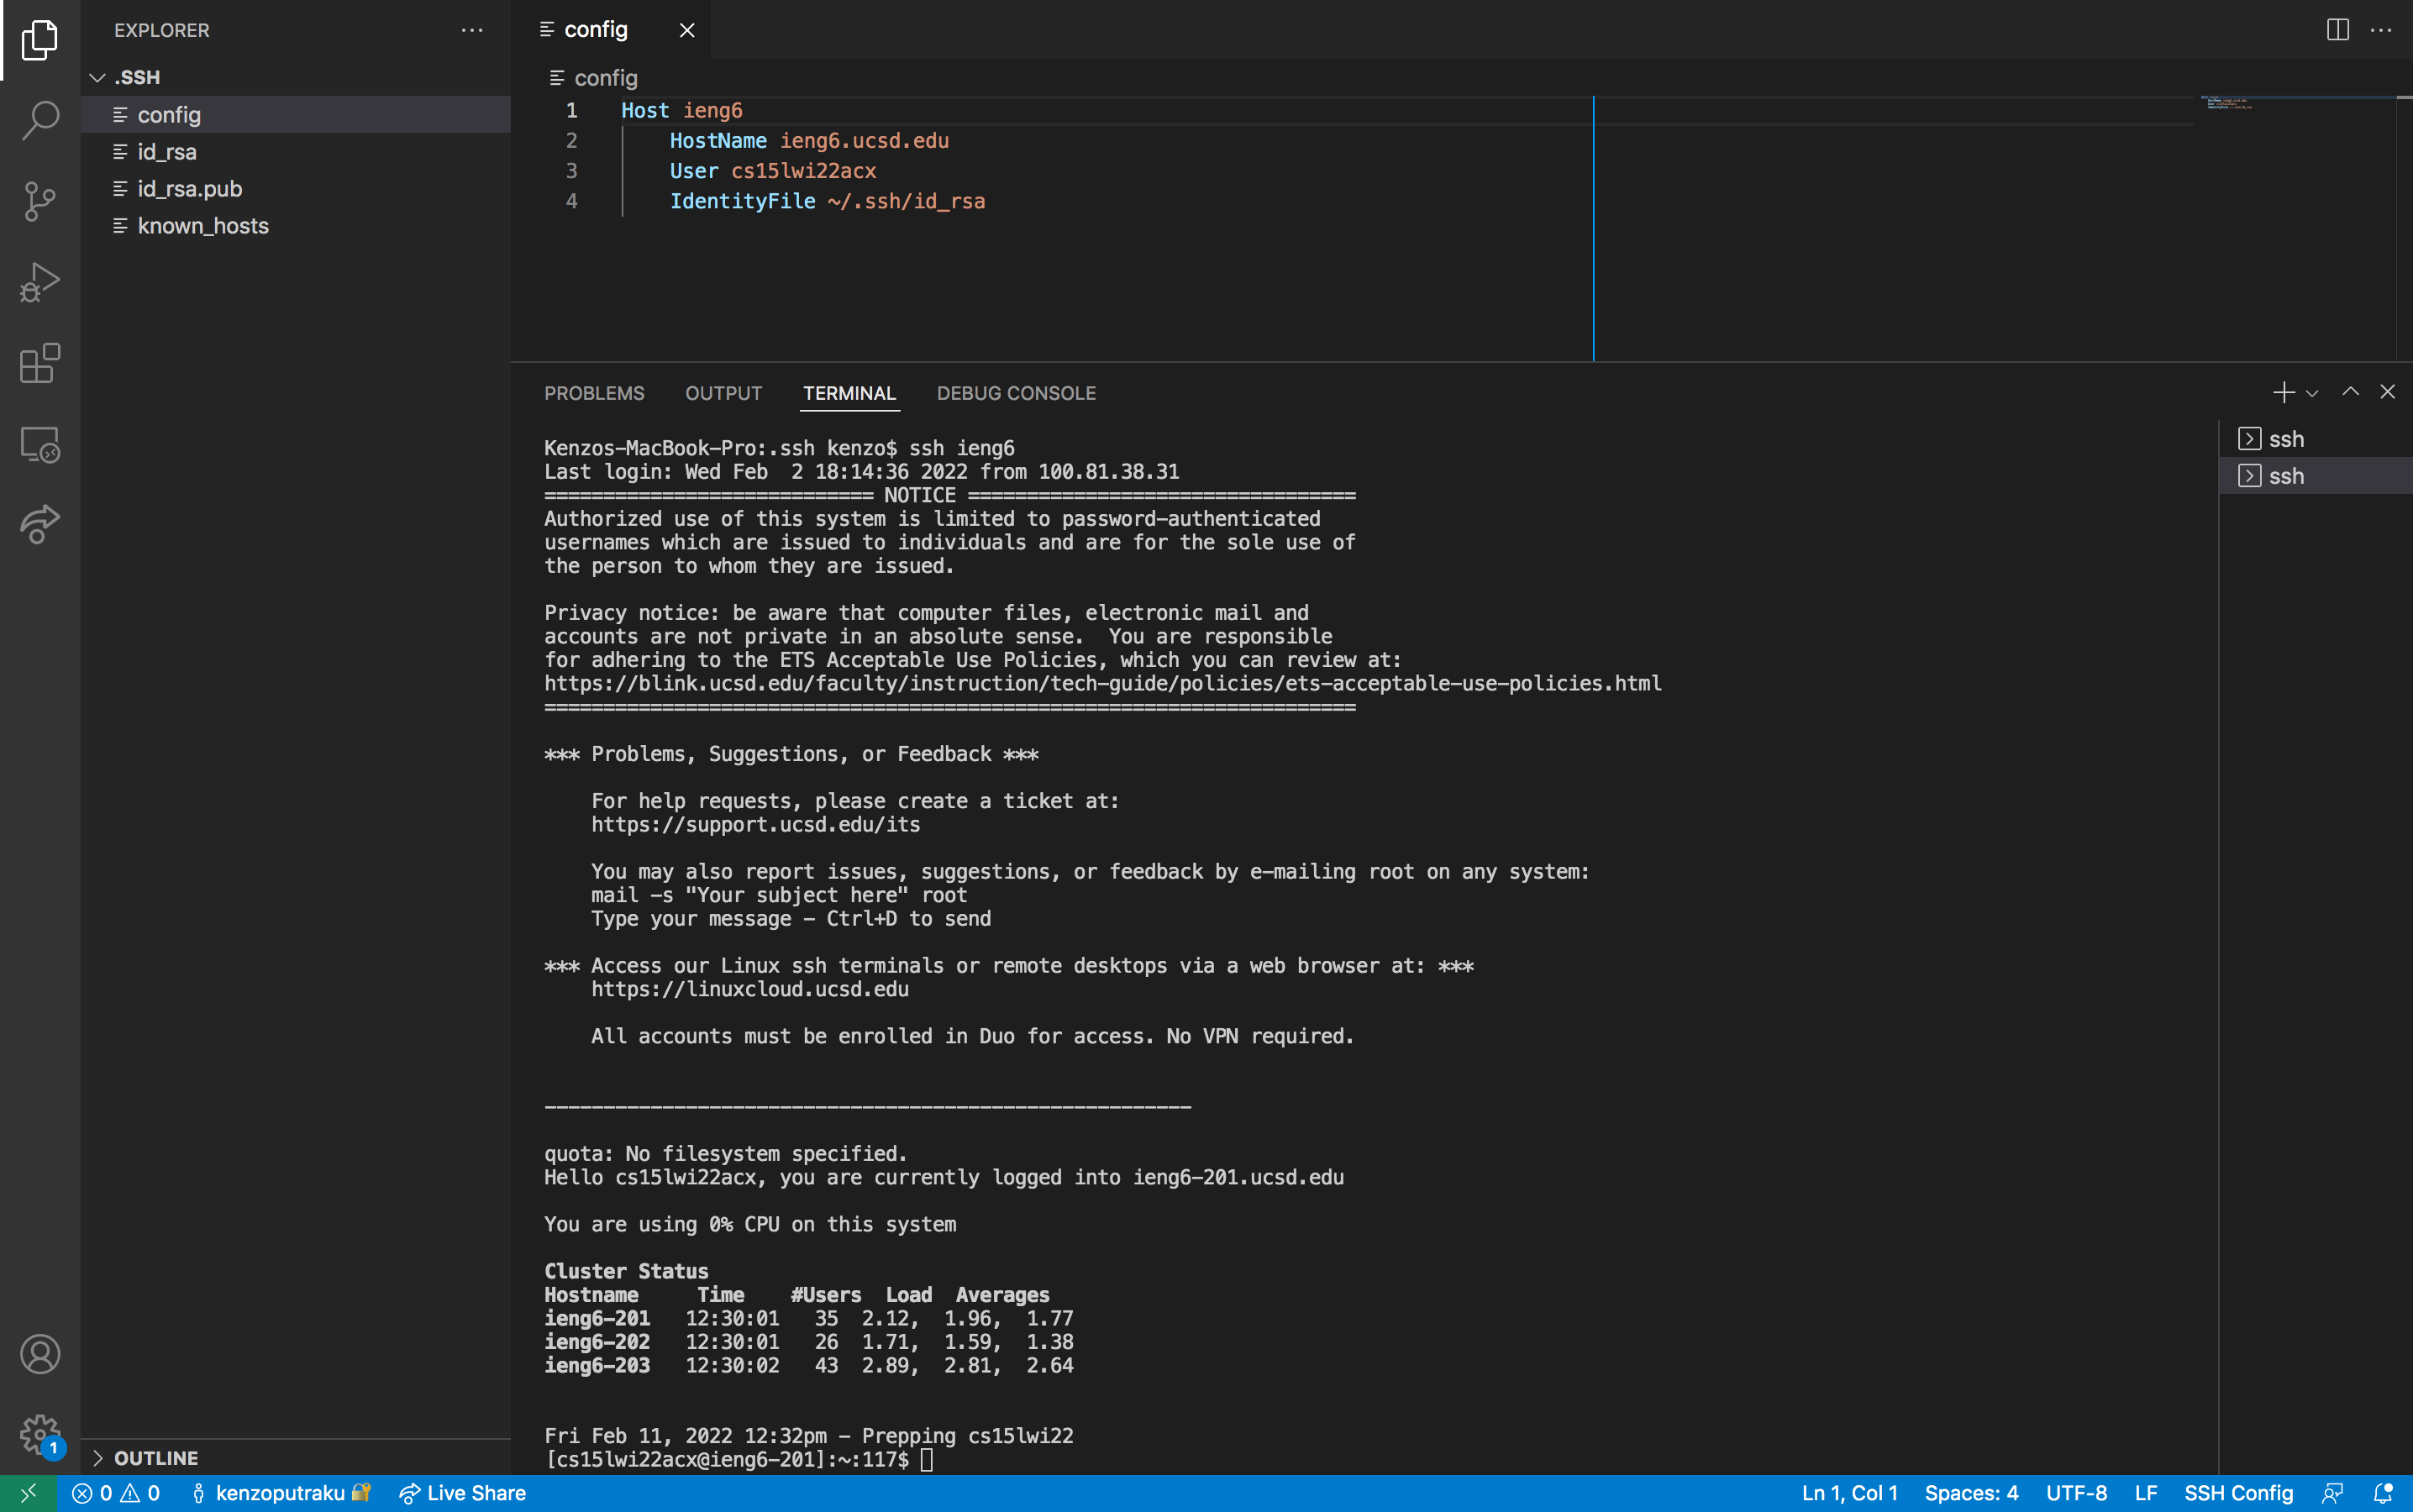 EXPLORER
.SSH
config
id_rsa
id_rsa.pub
known_hosts
OUTLINE
config
config
1 Host ieng6
2     HostName ieng6.ucsd.edu
3     User cs15lwi22acx
4     IdentityFile ~/.ssh/id_rsa
PROBLEMS OUTPUT TERMINAL DEBUG CONSOLE
ssh
ssh
Kenzos-MacBook-Pro:.ssh kenzo$ ssh ieng6
Last login: Wed Feb  2 18:14:36 2022 from 100.81.38.31
============================ NOTICE =================================
Authorized use of this system is limited to password-authenticated
usernames which are issued to individuals and are for the sole use of
the person to whom they are issued.
Privacy notice: be aware that computer files, electronic mail and
accounts are not private in an absolute sense.  You are responsible
for adhering to the ETS Acceptable Use Policies, which you can review at:
https://blink.ucsd.edu/faculty/instruction/tech-guide/policies/ets-acceptable-use-policies.html
=====================================================================
*** Problems, Suggestions, or Feedback ***
    For help requests, please create a ticket at:
    https://support.ucsd.edu/its
    You may also report issues, suggestions, or feedback by e-mailing root on any system:
    mail -s "Your subject here" root
    Type your message - Ctrl+D to send
*** Access our Linux ssh terminals or remote desktops via a web browser at: ***
    https://linuxcloud.ucsd.edu
    All accounts must be enrolled in Duo for access. No VPN required.
-------------------------------------------------------
quota: No filesystem specified.
Hello cs15lwi22acx, you are currently logged into ieng6-201.ucsd.edu
You are using 0% CPU on this system
Cluster Status
Hostname     Time    #Users  Load  Averages
ieng6-201   12:30:01   35  2.12,  1.96,  1.77
ieng6-202   12:30:01   26  1.71,  1.59,  1.38
ieng6-203   12:30:02   43  2.89,  2.81,  2.64
Fri Feb 11, 2022 12:32pm - Prepping cs15lwi22
[cs15lwi22acx@ieng6-201]:~:117$
1
0 0 kenzoputraku Live Share Ln 1, Col 1 Spaces: 4 UTF-8 LF SSH Config